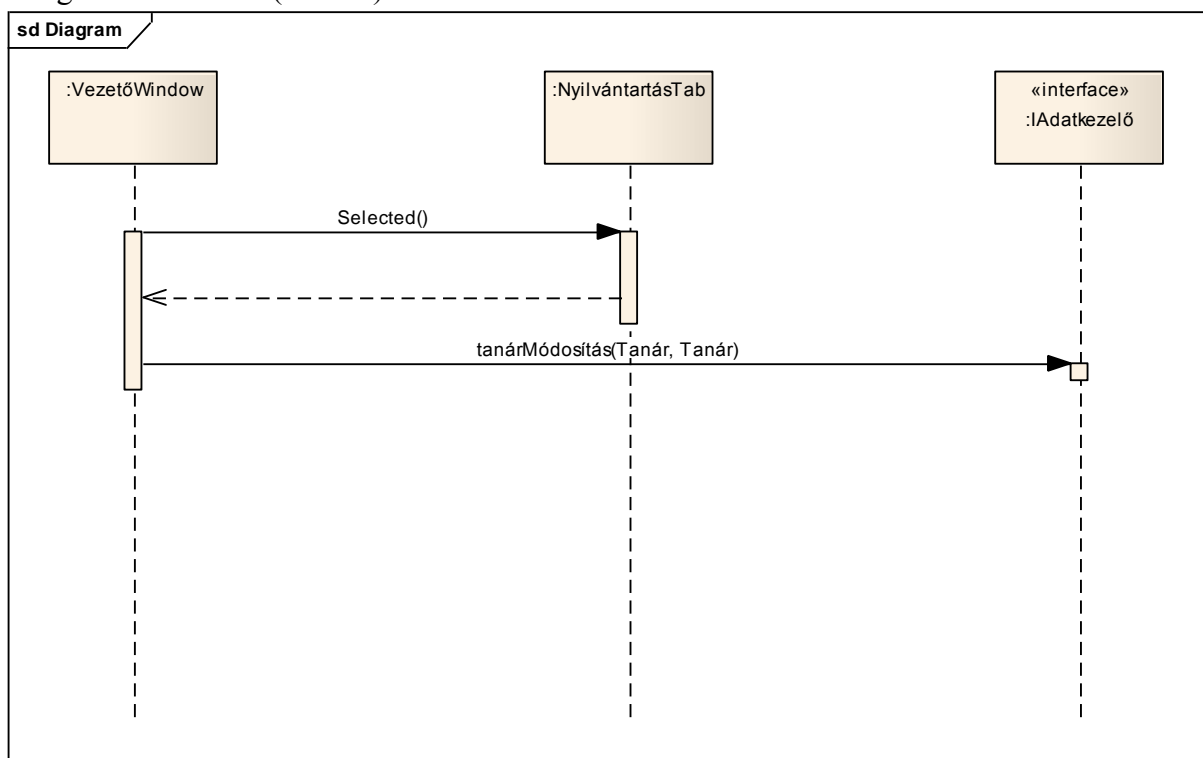 sd Diagram
:VezetőWindow
:NyilvántartásTab
«interface»
:IAdatkezelő
Selected()
tanárMódosítás(Tanár, Tanár)